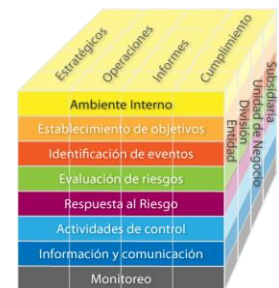 Estratégicos
Operaciones
Informes
Cumplimiento
Ambiente Interno
Establecimiento de objetivos
Identificación de eventos
Evaluación de riesgos
Respuesta al Riesgo
Actividades de control
Información y comunicación
Monitoreo
Entidad
División
Unidad de Negocio
Subsidiaria